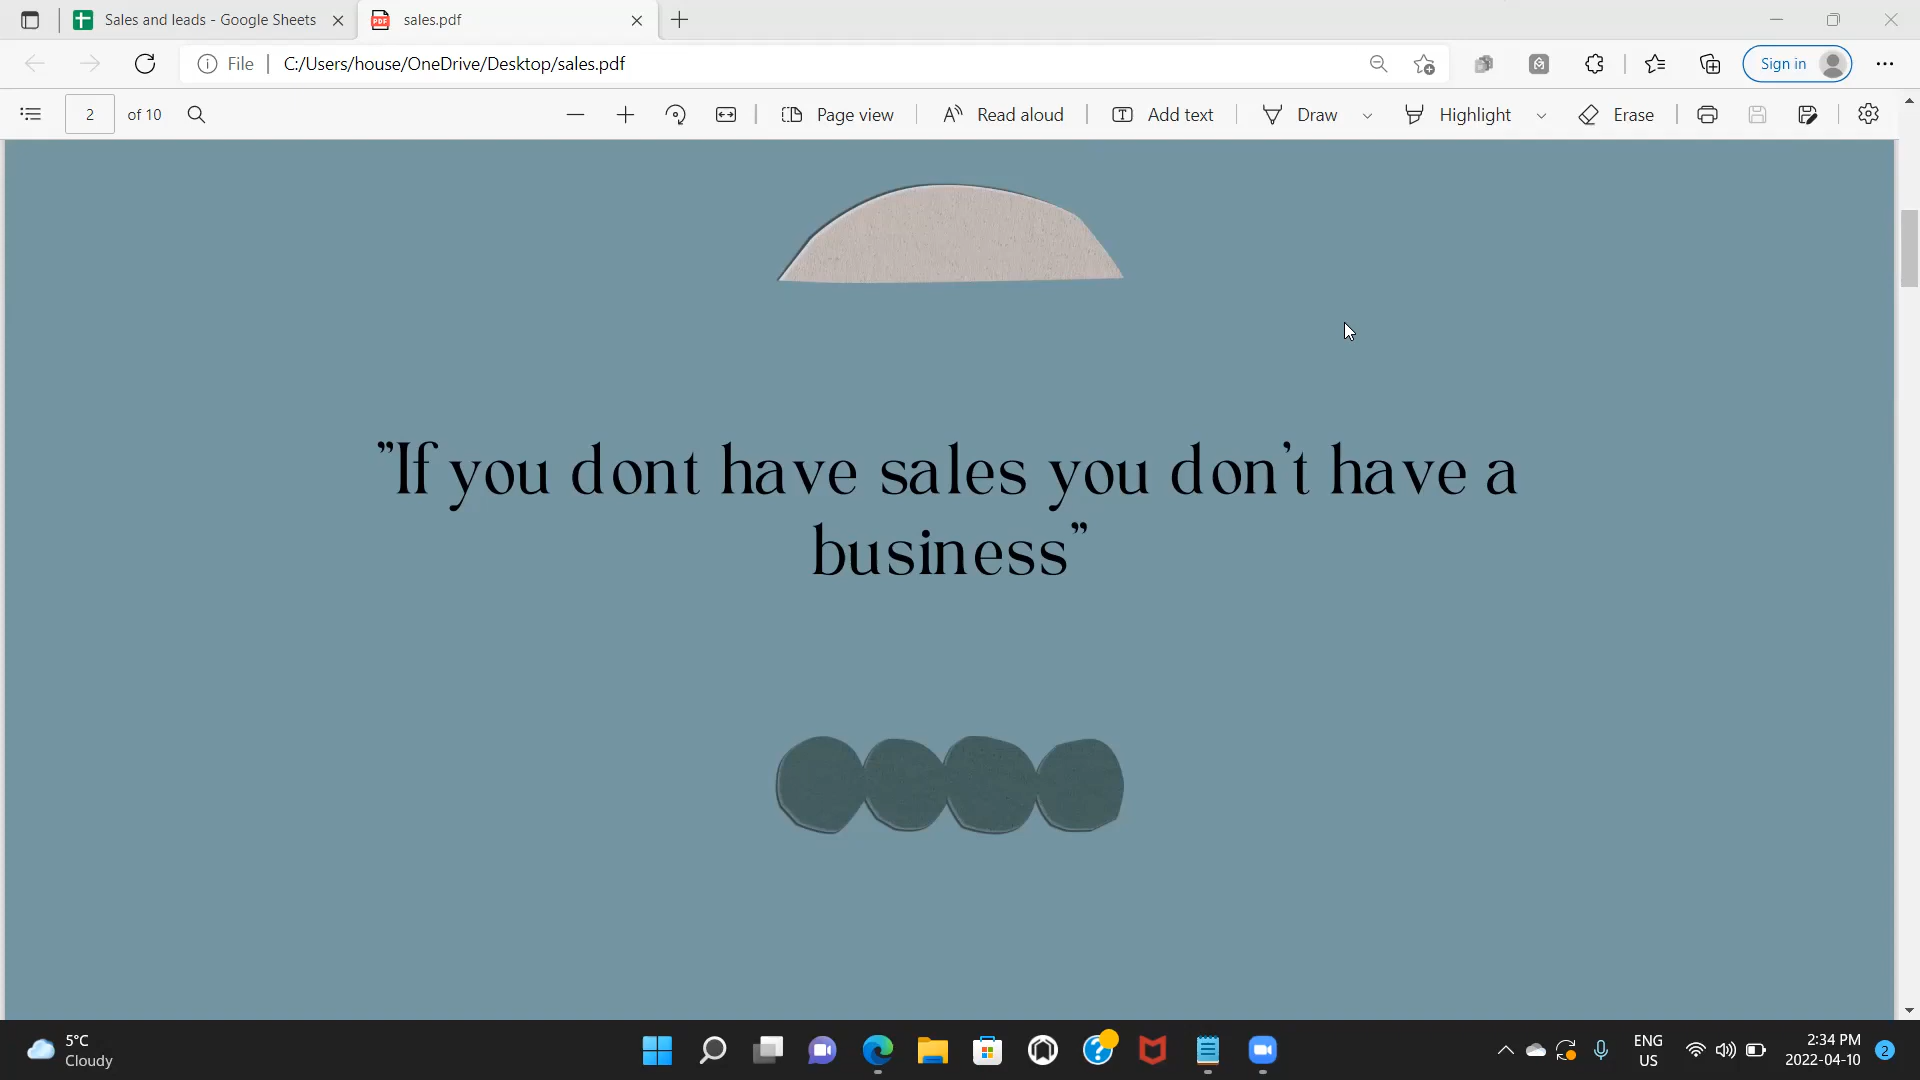 Sales and leads - Google Sheets
sales.pdf
File
C:/Users/house/OneDrive/Desktop/sales.pdf
Sign in
2
of 10
Page view
Read aloud
Add text
Draw
Highlight
Erase
"If you dont have sales you don't have a
business"
5°C
Cloudy
ENG
US
2:34 PM
2022-04-10
2